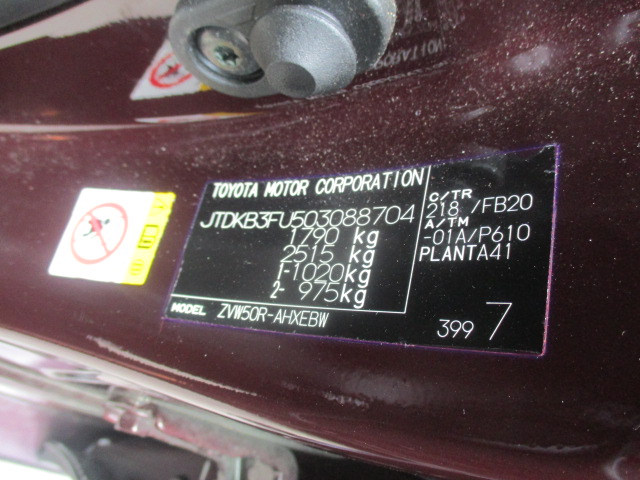 TOYOTA MOTOR CORPORATION
JTDKB3FU503088704
1790 kg
2515 kg
1-1020kg
2- 975kg
MODEL ZVW50R-AHXEBW
C/TR
218 /FB20
A/TM
-01A/P610
PLANTA41
399 7